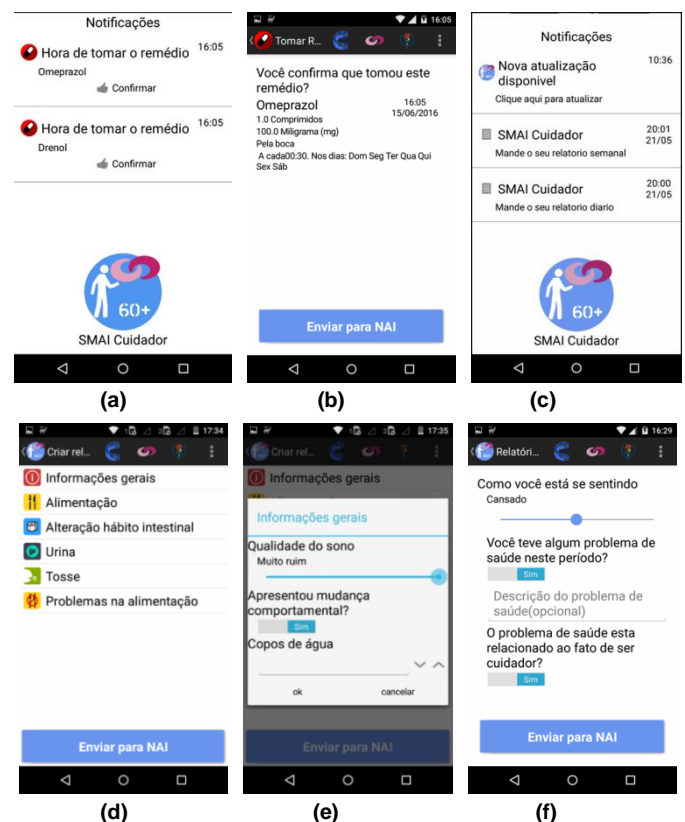 Notificações
Hora de tomar o remédio 16:05
Omeprazol
Confirmar
Hora de tomar o remédio 16:05
Drenol
Confirmar
60+
SMAI Cuidador
(a)
16:05
Tomar R...
Você confirma que tomou este
remédio?
Omeprazol 16:05
1.0 Comprimidos 15/06/2016
100.0 Miligrama (mg)
Pela boca
A cada00:30. Nos dias: Dom Seg Ter Qua Qui
Sex Sáb
Enviar para NAI
(b)
Notificações
Nova atualização 10:36
disponivel
Clique aqui para atualizar
SMAI Cuidador 20:01
Mande o seu relatorio semanal 21/05
SMAI Cuidador 20:00
Mande o seu relatorio diario 21/05
60+
SMAI Cuidador
(c)
17:34
Criar rel...
Informações gerais
Alimentação
Alteração hábito intestinal
Urina
Tosse
Problemas na alimentação
Enviar para NAI
(d)
17:35
Criar rel...
Informações gerais
Informações gerais
Qualidade do sono
Muito ruim
Apresentou mudança
comportamental?
Sim
Copos de água
ok cancelar
Enviar para NAI
(e)
16:29
Relatóri...
Como você está se sentindo
Cansado
Você teve algum problema de
saúde neste período?
Sim
Descrição do problema de
saúde(opcional)
O problema de saúde esta
relacionado ao fato de ser
cuidador?
Sim
Enviar para NAI
(f)